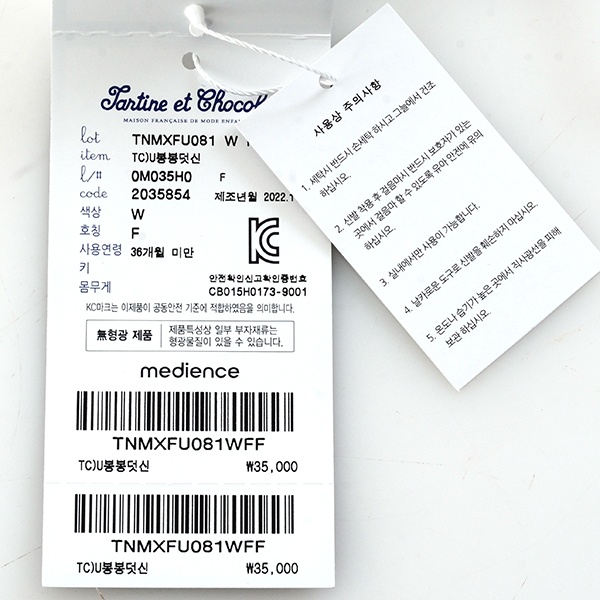 Tartine et Chocol
MAISON FRANÇAISE DE MODE ENFA
lot TNMXFU081 W
item TC)U봉봉덧신
l/# 0M035H0 F
code 2035854 제조년월 2022.1
색상 W
호칭 F
사용연령 36개월 미만
키
몸무게
안전확인신고확인증번호
CB015H0173-9001
KC마크는 이제품이 공동안전 기준에 적합하였음을 의미합니다.
無형광 제품
제품특성상 일부 부자재류는
형광물질이 있을 수 있습니다.
medience
TNMXFU081WFF
TC)U봉봉덧신 ₩35,000
TNMXFU081WFF
TC)U봉봉덧신 ₩35,000
사용상 주의사항
1. 세탁시 반드시 손세탁 하시고 그늘에서 건조
하십시오.
2. 신발 착용 후 걸음마시 반드시 보호자가 있는
곳에서 걸음마 할 수 있도록 유아 안전에 유의
하십시오.
3. 실내에서만 사용이 가능합니다.
4. 날카로운 도구로 신발을 훼손하지 마십시오.
5. 온도나 습기가 높은 곳에서 직사광선을 피해
보관 하십시오.